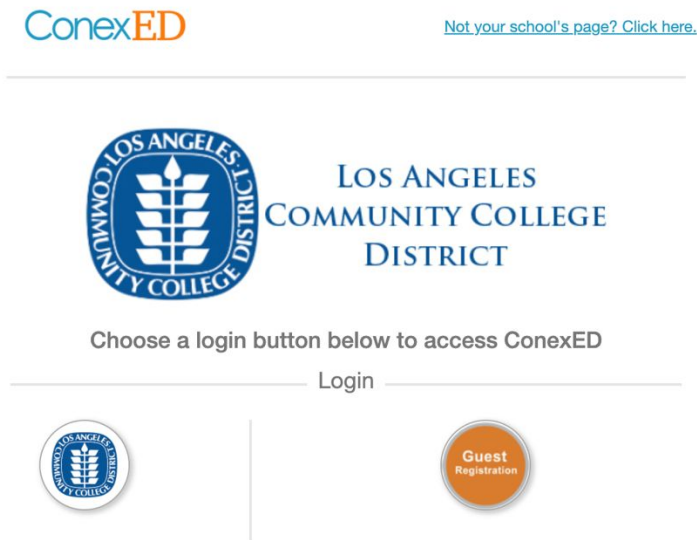 ConexED
Not your school's page? Click here.
LOS ANGELES COMMUNITY COLLEGE DISTRICT
LOS ANGELES
COMMUNITY COLLEGE
DISTRICT
Choose a login button below to access ConexED
Login
LOS ANGELES COMMUNITY COLLEGE DISTRICT
Guest
Registration